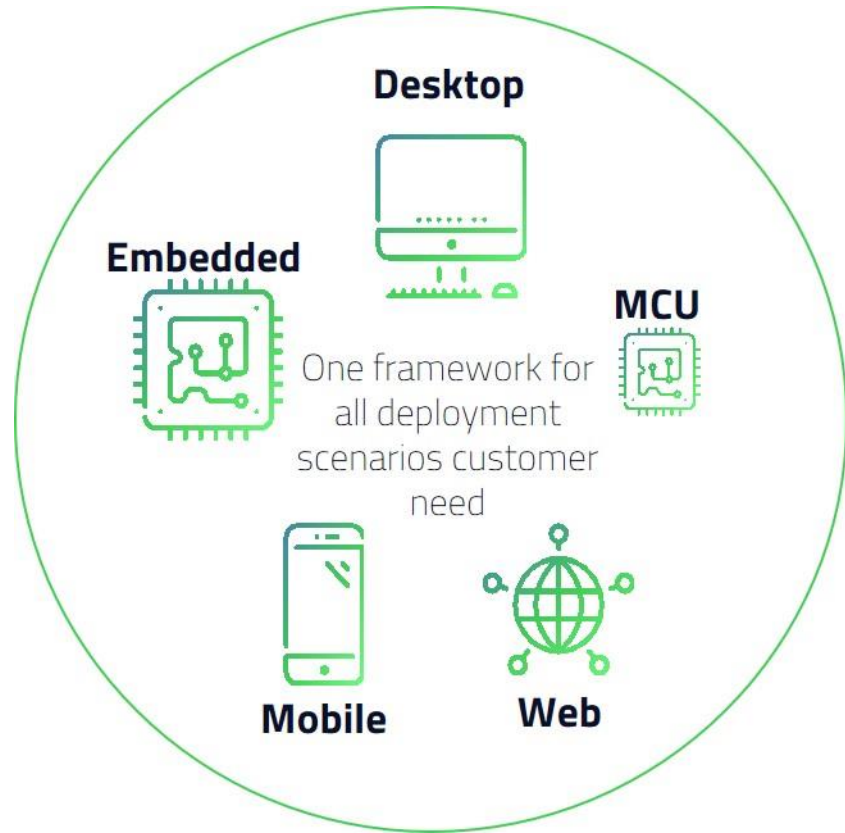 Desktop
Embedded
MCU
One framework for
all deployment
scenarios customer
need
Mobile
Web